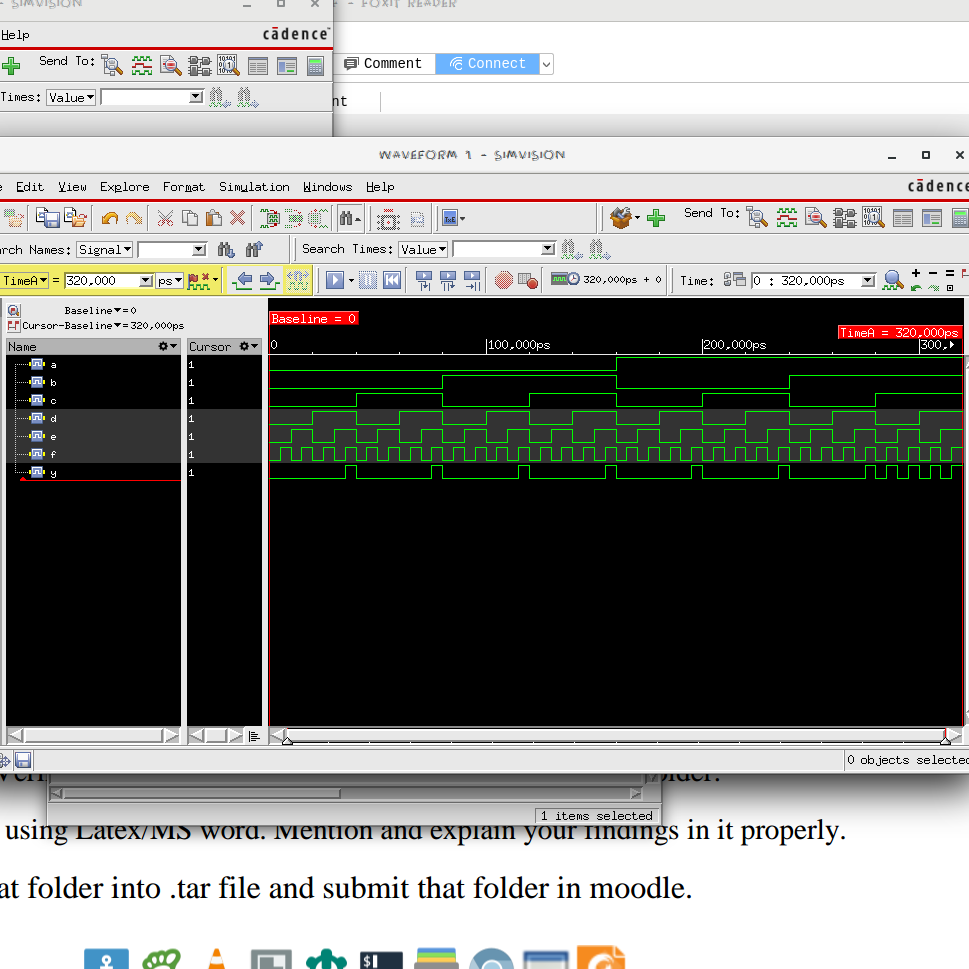 - SIMVISION
- FOXIT READER
Help
cādence
Send To:
Comment
Connect
Times: Value
nt
WAVEFORM 1 - SIMVISION
e Edit View Explore Format Simulation Windows Help
cādence
Send To:
rch Names: Signal
Search Times: Value
TimeA = 320,000 ps
320,000ps + 0
Time: 0 : 320,000ps
Baseline = 0
Cursor-Baseline = 320,000ps
Name
Cursor
Baseline = 0
TimeA = 320,000ps
0
100,000ps
200,000ps
300,
a 1
b 1
c 1
d 1
e 1
f 1
y 1
0 objects selected
older.
1 items selected
using Latex/MS word. Mention and explain your findings in it properly.
at folder into .tar file and submit that folder in moodle.
$